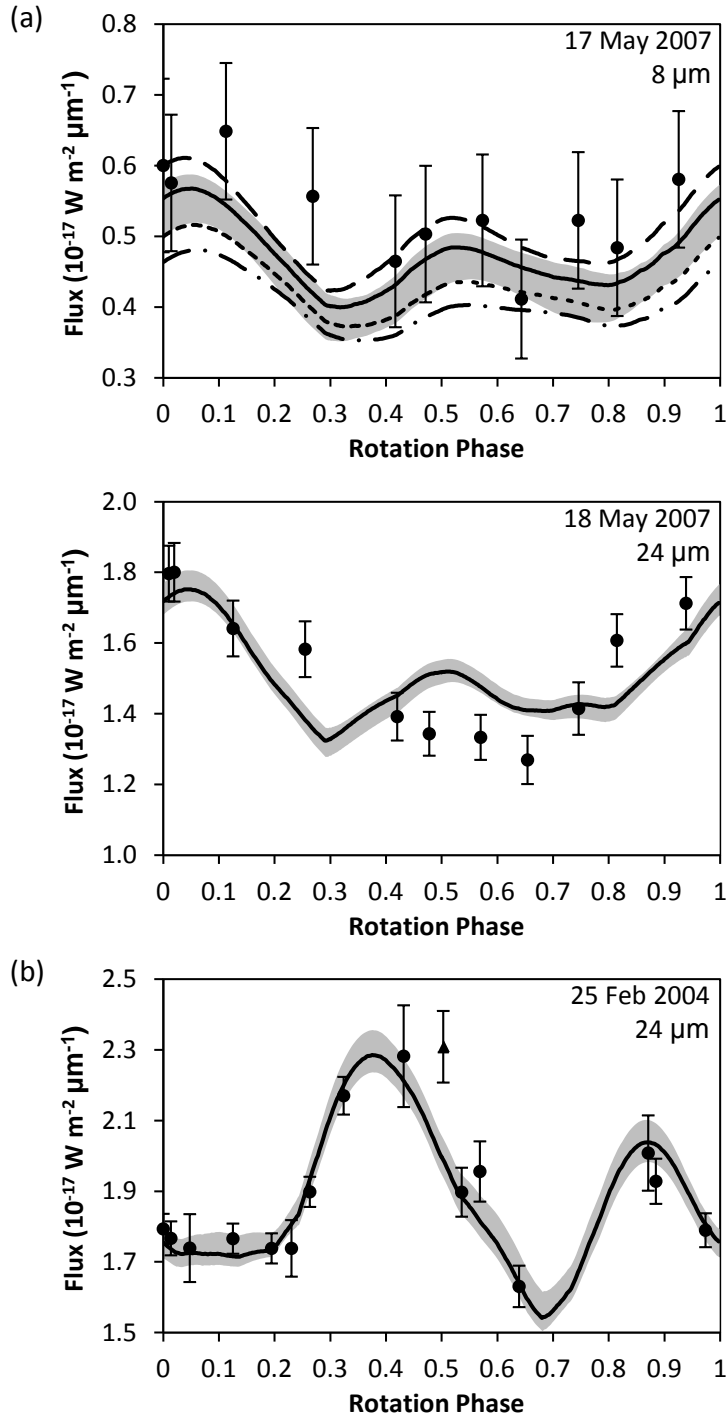 (a)
17 May 2007
8 µm
0.8
0.7
0.6
0.5
0.4
0.3
Flux (10⁻¹⁷ W m⁻² µm⁻¹)
0 0.1 0.2 0.3 0.4 0.5 0.6 0.7 0.8 0.9 1
Rotation Phase
18 May 2007
24 µm
2.0
1.8
1.6
1.4
1.2
1.0
Flux (10⁻¹⁷ W m⁻² µm⁻¹)
0 0.1 0.2 0.3 0.4 0.5 0.6 0.7 0.8 0.9 1
Rotation Phase
(b)
25 Feb 2004
24 µm
2.5
2.3
2.1
1.9
1.7
1.5
Flux (10⁻¹⁷ W m⁻² µm⁻¹)
0 0.1 0.2 0.3 0.4 0.5 0.6 0.7 0.8 0.9 1
Rotation Phase